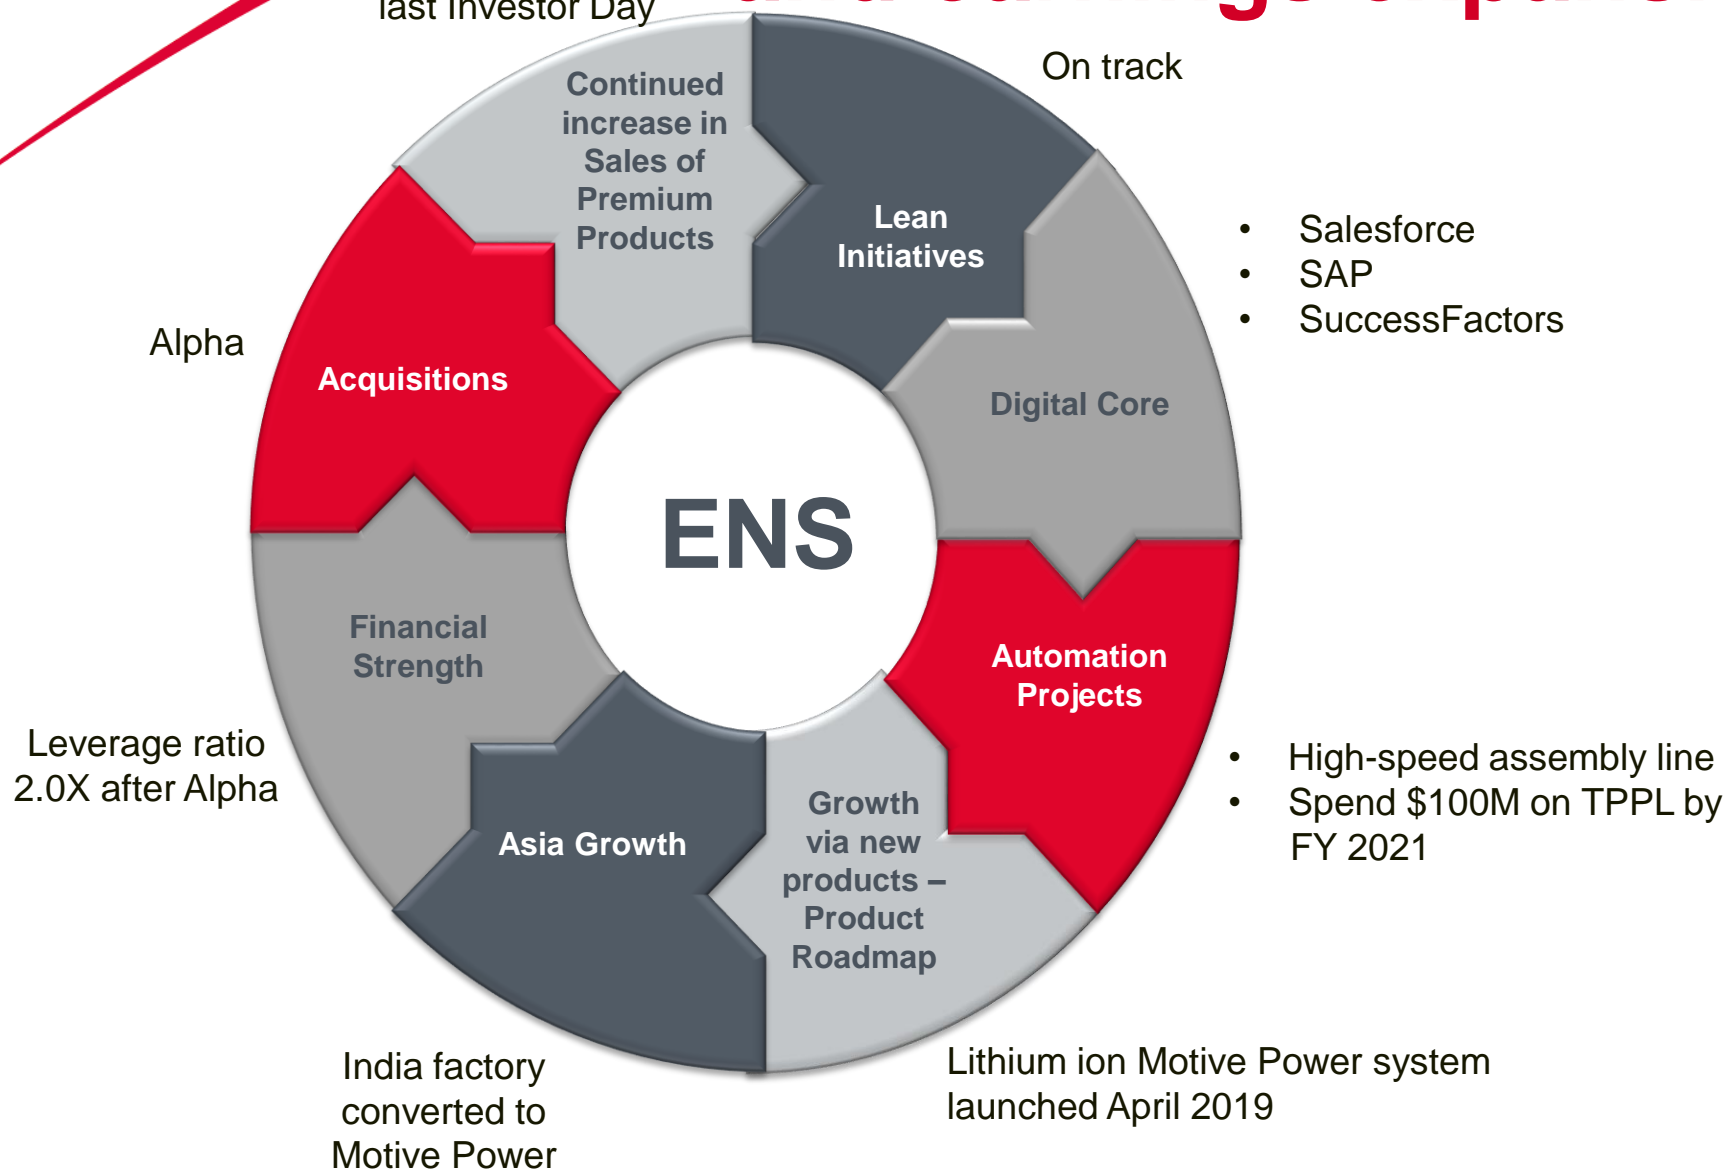 last Investor Day
and earnings
On track
Continued
increase in
Sales of
Premium
Products
Lean
Initiatives
• Salesforce
• SAP
• SuccessFactors
Alpha
Acquisitions
Digital Core
ENS
Financial
Strength
Automation
Projects
Leverage ratio
2.0X after Alpha
• High-speed assembly line
• Spend $100M on TPPL by
FY 2021
Asia Growth
Growth
via new
products –
Product
Roadmap
India factory
converted to
Motive Power
Lithium ion Motive Power system
launched April 2019